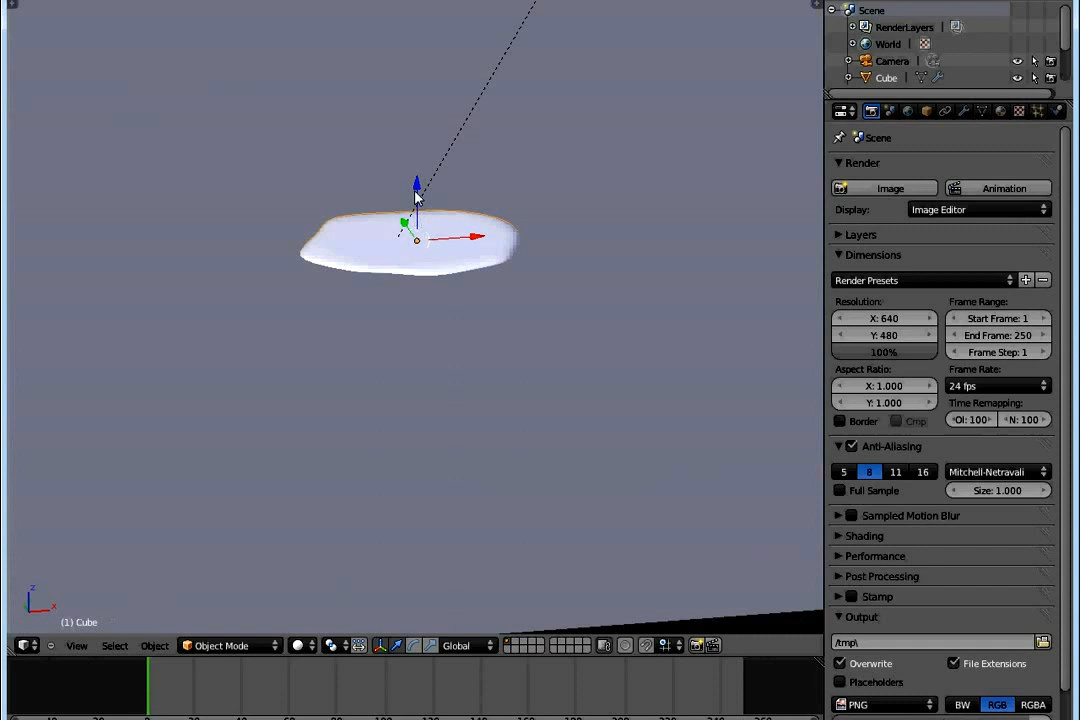 Scene
RenderLayers
World
Camera
Cube
Scene
Render
Image
Animation
Display:
Image Editor
Layers
Dimensions
Render Presets
Resolution:
Frame Range:
X: 640
Start Frame: 1
Y: 480
End Frame: 250
100%
Frame Step: 1
Aspect Ratio:
Frame Rate:
X: 1.000
24 fps
Y: 1.000
Time Remapping:
Border
Crop
Ol: 100
N: 100
Anti-Aliasing
5
8
11
16
Mitchell-Netravali
Full Sample
Size: 1.000
Sampled Motion Blur
Shading
Performance
Post Processing
Stamp
Output
/tmp\
Overwrite
File Extensions
Placeholders
PNG
BW
RGB
RGBA
z
x
(1) Cube
View
Select
Object
Object Mode
Global